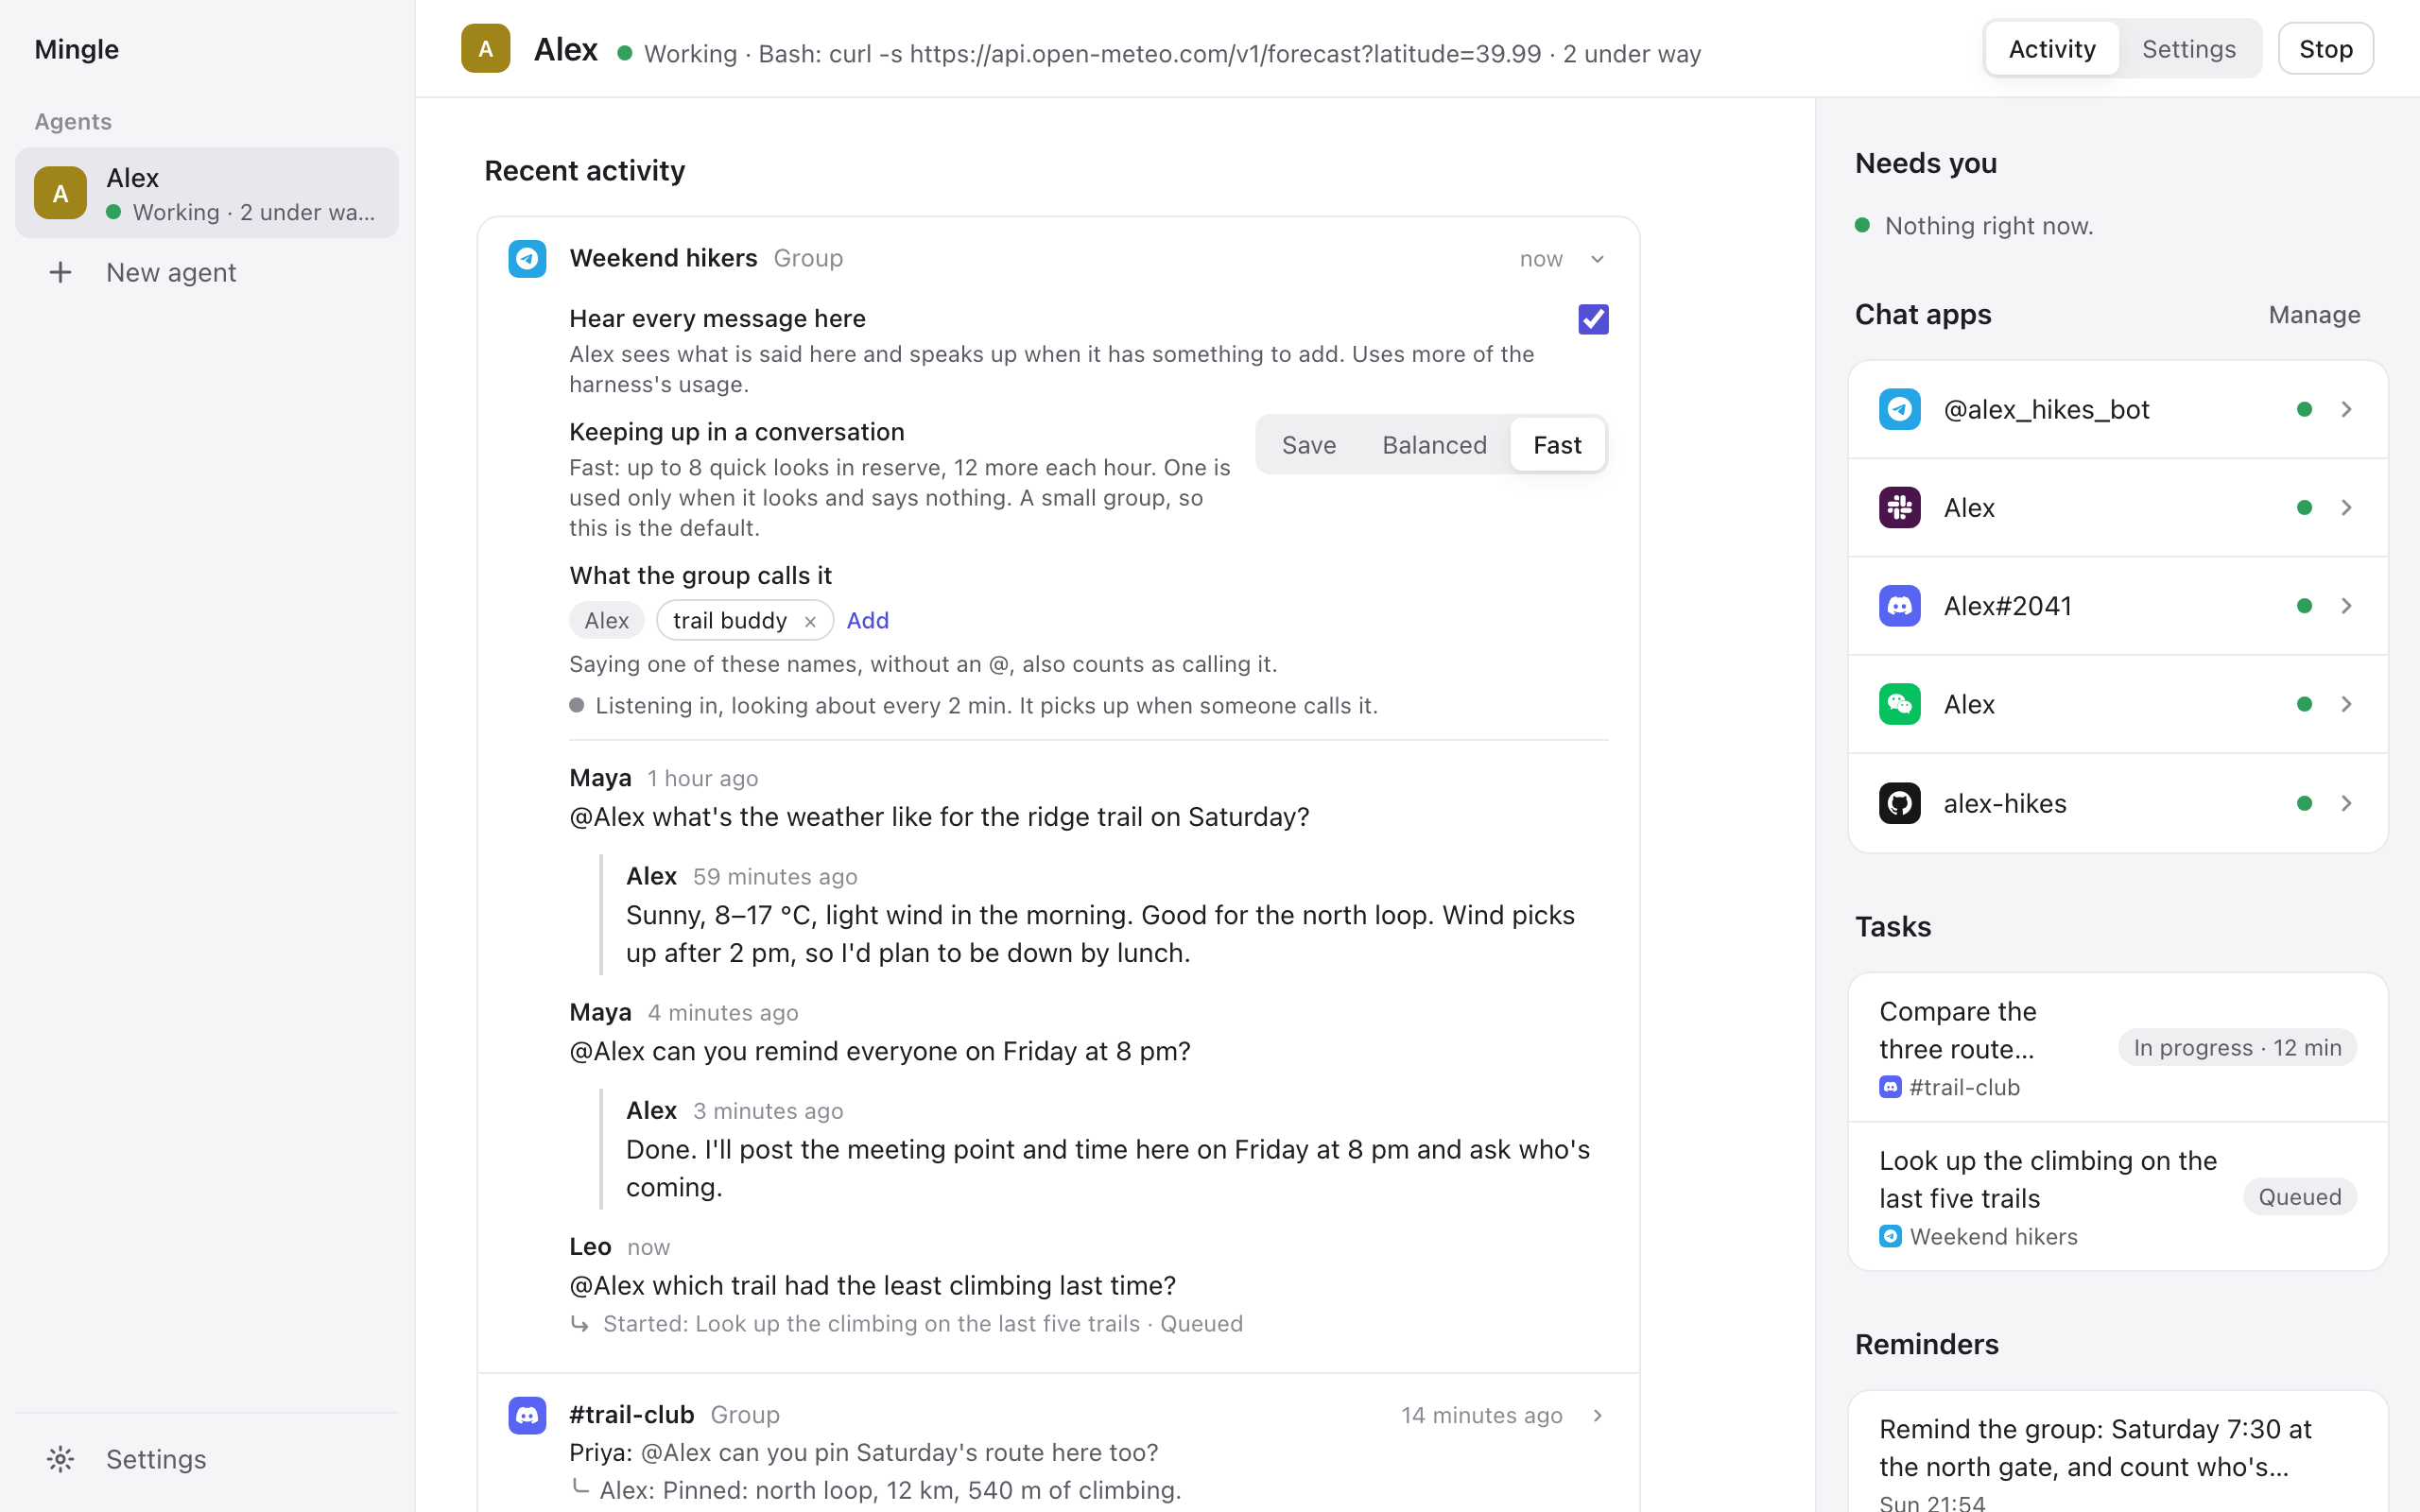 Mingle
Agents
A
Alex
Working · 2 under wa...
New agent
Settings
A
Alex
Working · Bash: curl -s https://api.open-meteo.com/v1/forecast?latitude=39.99 · 2 under way
Activity
Settings
Stop
Recent activity
Weekend hikers Group
now
Hear every message here
Alex sees what is said here and speaks up when it has something to add. Uses more of the
harness's usage.
Keeping up in a conversation
Fast: up to 8 quick looks in reserve, 12 more each hour. One is
used only when it looks and says nothing. A small group, so
this is the default.
Save
Balanced
Fast
What the group calls it
Alex
trail buddy ×
Add
Saying one of these names, without an @, also counts as calling it.
Listening in, looking about every 2 min. It picks up when someone calls it.
Maya 1 hour ago
@Alex what's the weather like for the ridge trail on Saturday?
Alex 59 minutes ago
Sunny, 8–17 °C, light wind in the morning. Good for the north loop. Wind picks
up after 2 pm, so I'd plan to be down by lunch.
Maya 4 minutes ago
@Alex can you remind everyone on Friday at 8 pm?
Alex 3 minutes ago
Done. I'll post the meeting point and time here on Friday at 8 pm and ask who's
coming.
Leo now
@Alex which trail had the least climbing last time?
Started: Look up the climbing on the last five trails · Queued
#trail-club Group
14 minutes ago
Priya: @Alex can you pin Saturday's route here too?
Alex: Pinned: north loop, 12 km, 540 m of climbing.
Needs you
Nothing right now.
Chat apps
Manage
@alex_hikes_bot
Alex
Alex#2041
Alex
alex-hikes
Tasks
Compare the
three route...
In progress · 12 min
#trail-club
Look up the climbing on the
last five trails
Queued
Weekend hikers
Reminders
Remind the group: Saturday 7:30 at
the north gate, and count who's...
Sun 21:54